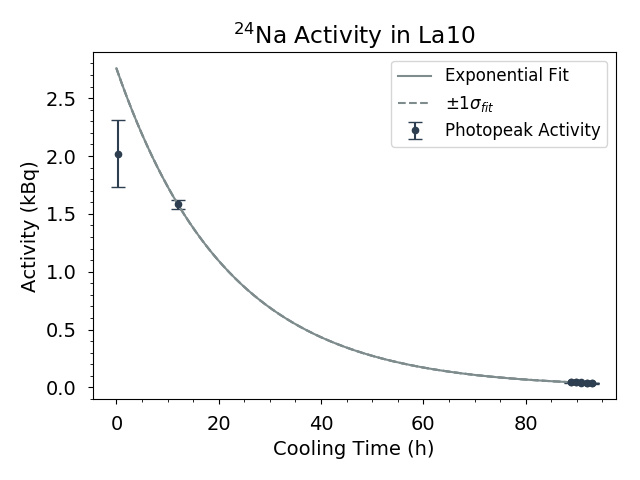 ²⁴Na Activity in La10
Exponential Fit
±1σfit
Photopeak Activity
Activity (kBq)
2.5
2.0
1.5
1.0
0.5
0.0
0 20 40 60 80
Cooling Time (h)